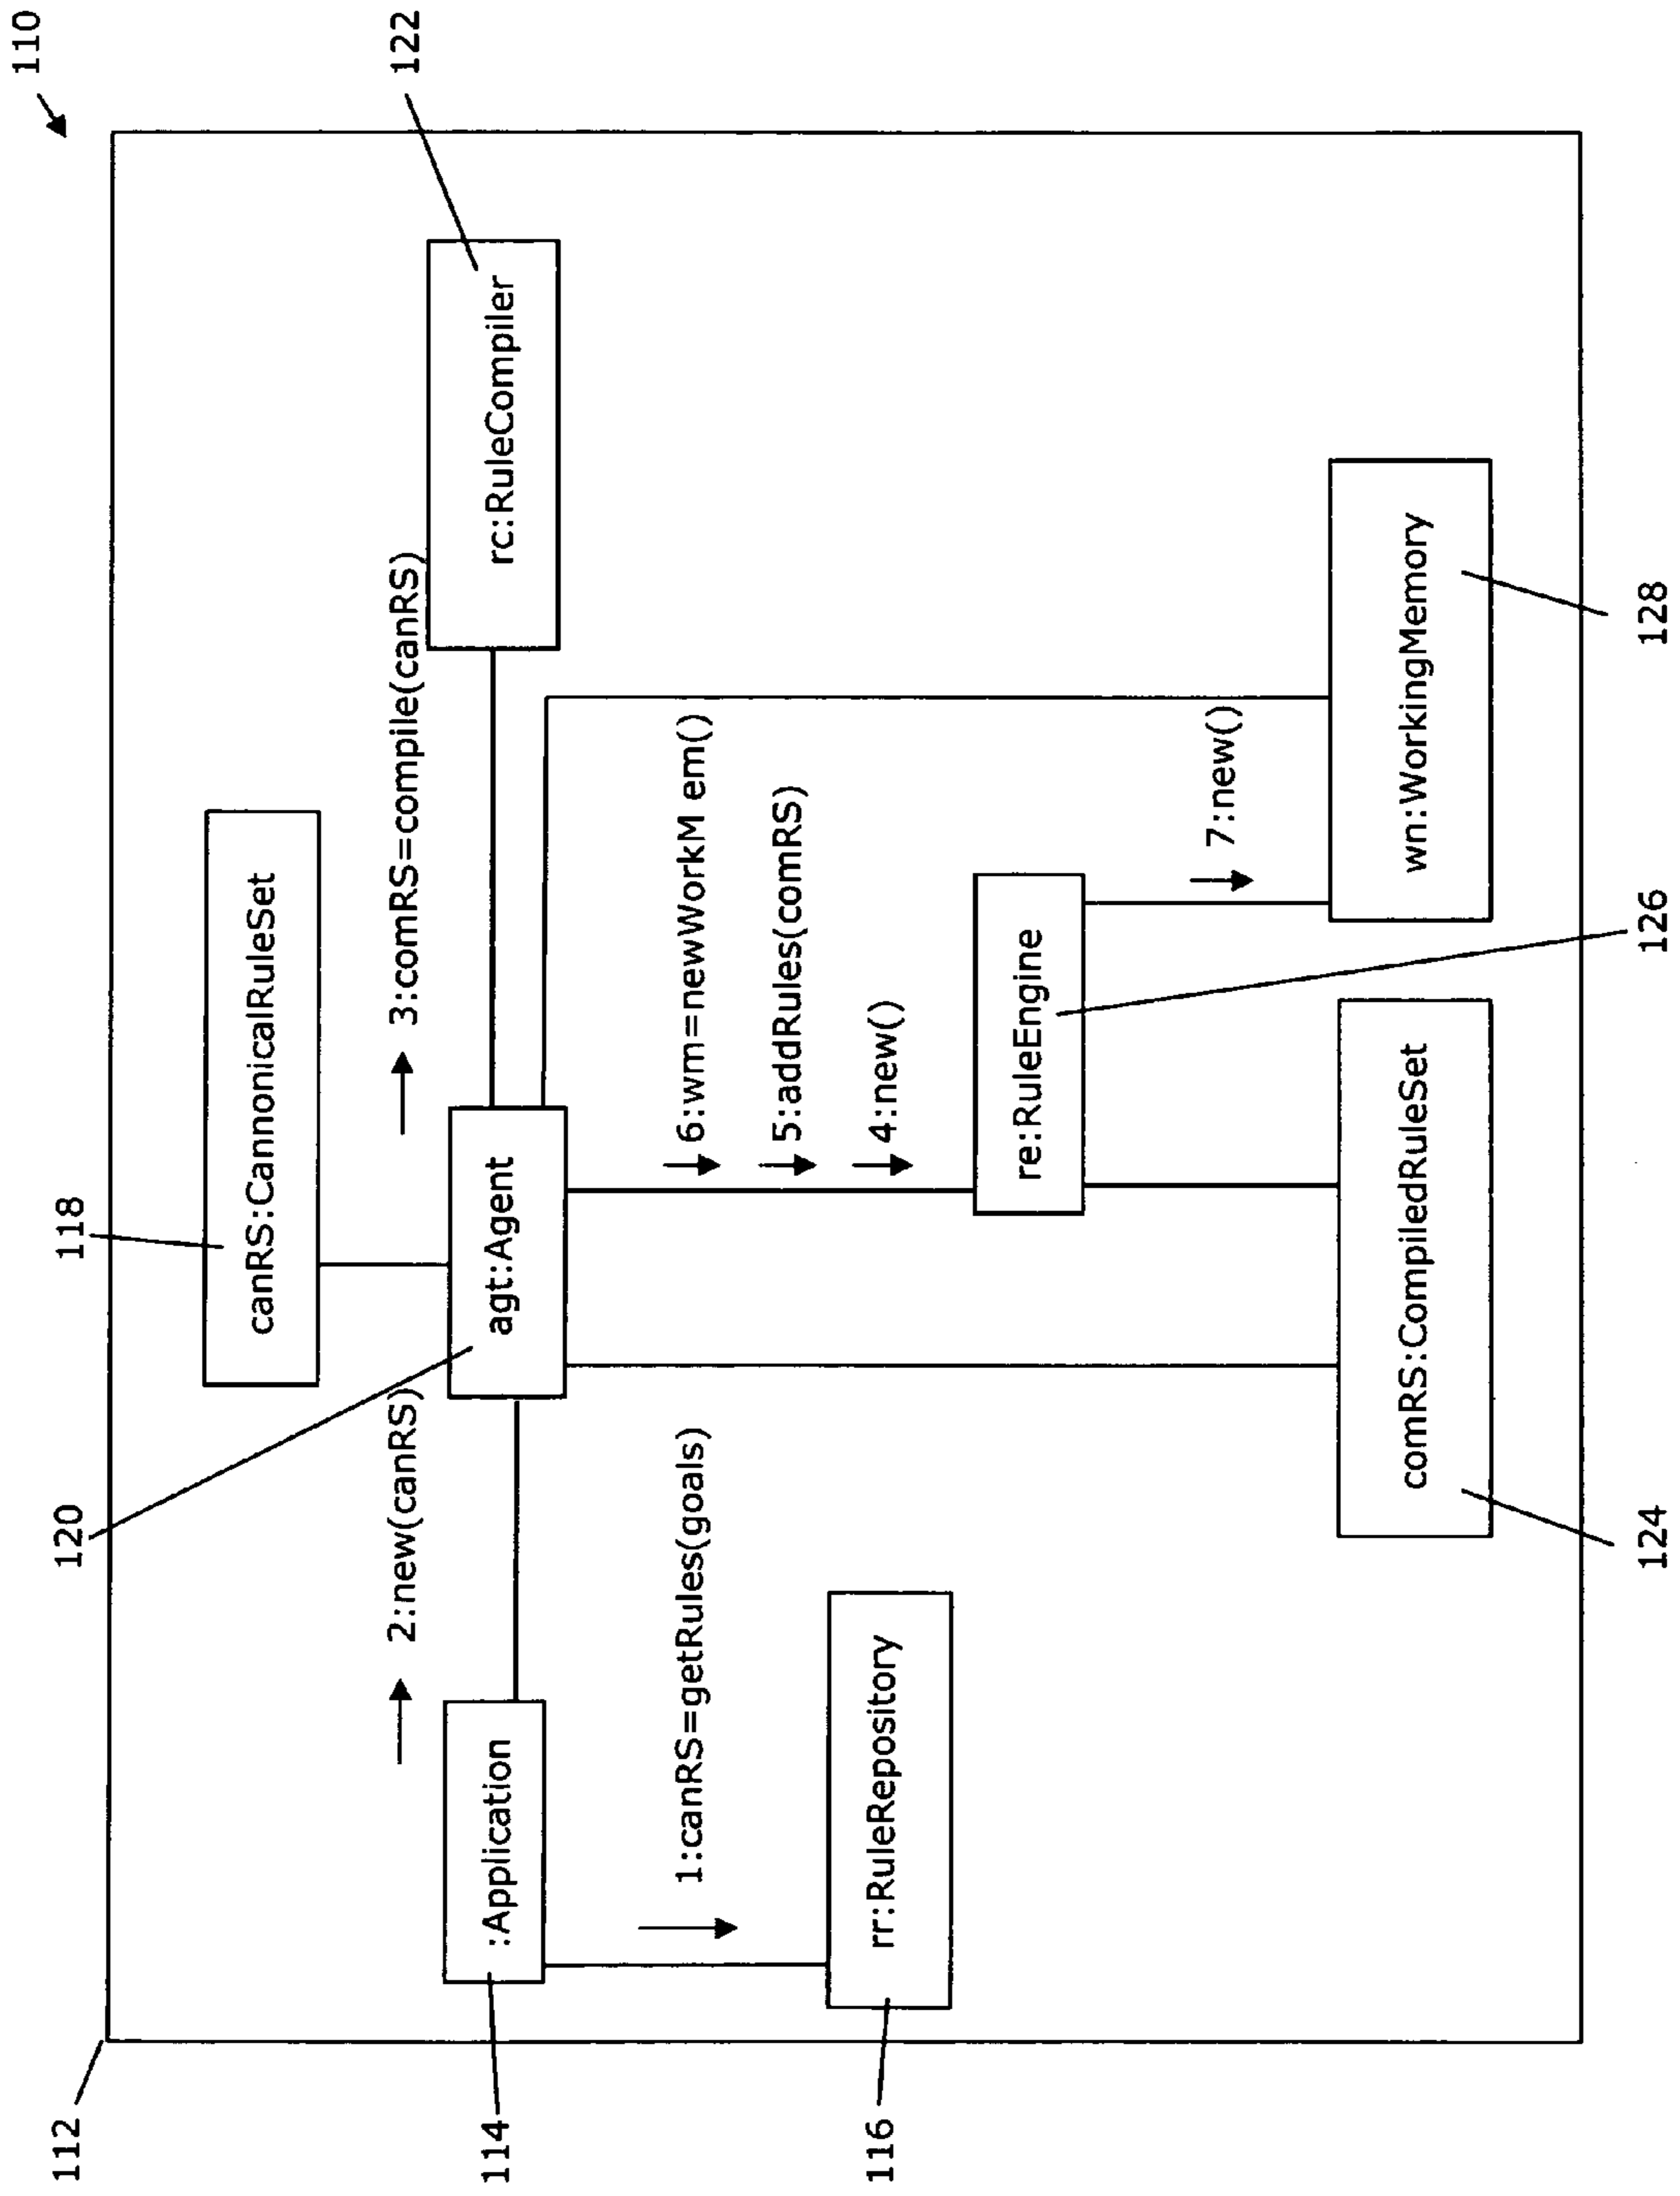 110
112
118
canRS:CannonicalRuleSet
120
122
2:new(canRS)
3:comRS=compile(canRS)
114
:Application
agt:Agent
rc:RuleCompiler
1:canRS=getRules(goals)
6:wm=newWorkM em()
5:addRules(comRS)
4:new()
116
rr:RuleRepository
re:RuleEngine
7:new()
comRS:CompiledRuleSet
wn:WorkingMemory
124
126
128